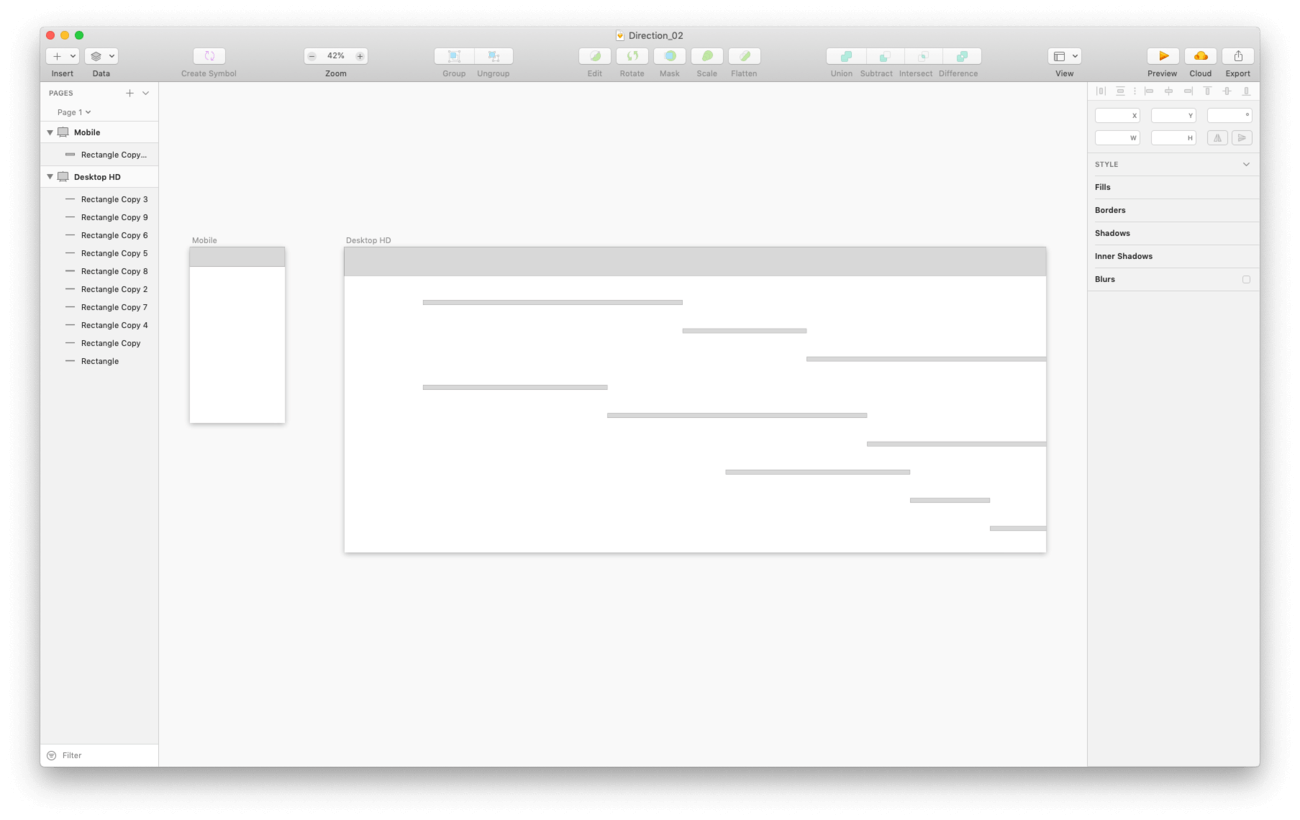 Direction_02
42%
Insert Data Create Symbol Zoom Group Ungroup Edit Rotate Mask Scale Flatten Union Subtract Intersect Difference View Preview Cloud Export
PAGES
Page 1
Mobile
Rectangle Copy...
Desktop HD
Rectangle Copy 3
Rectangle Copy 9
Rectangle Copy 6
Rectangle Copy 5
Rectangle Copy 8
Rectangle Copy 2
Rectangle Copy 7
Rectangle Copy 4
Rectangle Copy
Rectangle
Filter
Mobile
Desktop HD
X Y °
W H
STYLE
Fills
Borders
Shadows
Inner Shadows
Blurs